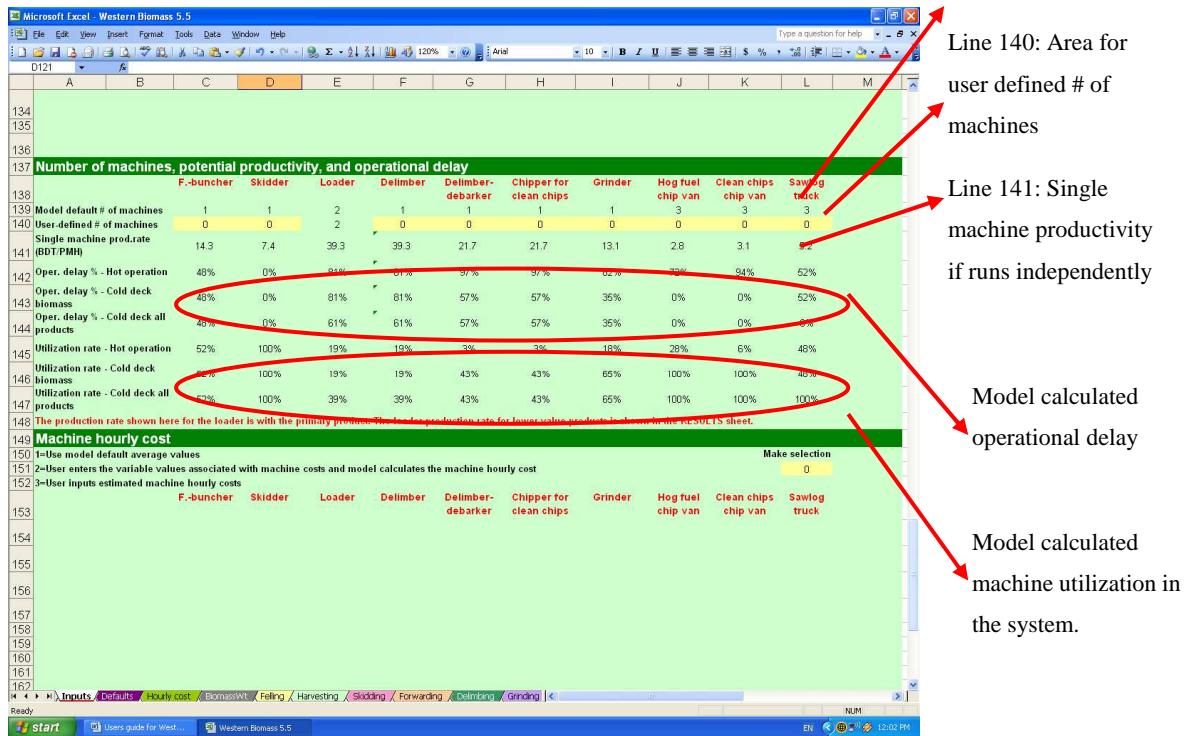 Microsoft Excel - Western Biomass 5.5
File Edit View Insert Format Tools Data Window Help Type a question for help
120% Arial 10 B I U $ %
D121 fx
A B C D E F G H I J K L M
134
135
136
137 Number of machines, potential productivity, and operational delay
138 F.-buncher Skidder Loader Delimber Delimber-debarker Chipper for clean chips Grinder Hog fuel chip van Clean chips chip van Sawlog truck
139 Model default # of machines 1 1 2 1 1 1 1 3 3 3
140 User-defined # of machines 0 0 2 0 0 0 0 0 0 0
141 Single machine prod.rate (BDT/PMH) 14.3 7.4 39.3 39.3 21.7 21.7 13.1 2.8 3.1
142 Oper. delay % - Hot operation 48% 0% 81% 81% 97% 97% 82% 72% 94% 52%
143 Oper. delay % - Cold deck biomass 48% 0% 81% 81% 57% 57% 35% 0% 0% 52%
144 Oper. delay % - Cold deck all products 48% 0% 61% 61% 57% 57% 35% 0% 0% 0%
145 Utilization rate - Hot operation 52% 100% 19% 19% 3% 3% 18% 28% 6% 48%
146 Utilization rate - Cold deck biomass 52% 100% 19% 19% 43% 43% 65% 100% 100% 48%
147 Utilization rate - Cold deck all products 52% 100% 39% 39% 43% 43% 65% 100% 100% 100%
148 The production rate shown here for the loader is with the primary product. The loader production rate for lower value products is shown in the RESULTS sheet.
149 Machine hourly cost
150 1=Use model default average values Make selection
151 2=User enters the variable values associated with machine costs and model calculates the machine hourly cost 0
152 3=User inputs estimated machine hourly costs
153 F.-buncher Skidder Loader Delimber Delimber-debarker Chipper for clean chips Grinder Hog fuel chip van Clean chips chip van Sawlog truck
154
155
156
157
158
159
160
161
162
Inputs Defaults Hourly cost BiomassWt Felling Harvesting Skidding Forwarding Delimbing Grinding
Ready NUM
start Users guide for West... Western Biomass 5.5 EN 12:02 PM
Line 140: Area for
user defined # of
machines
Line 141: Single
machine productivity
if runs independently
Model calculated
operational delay
Model calculated
machine utilization in
the system.